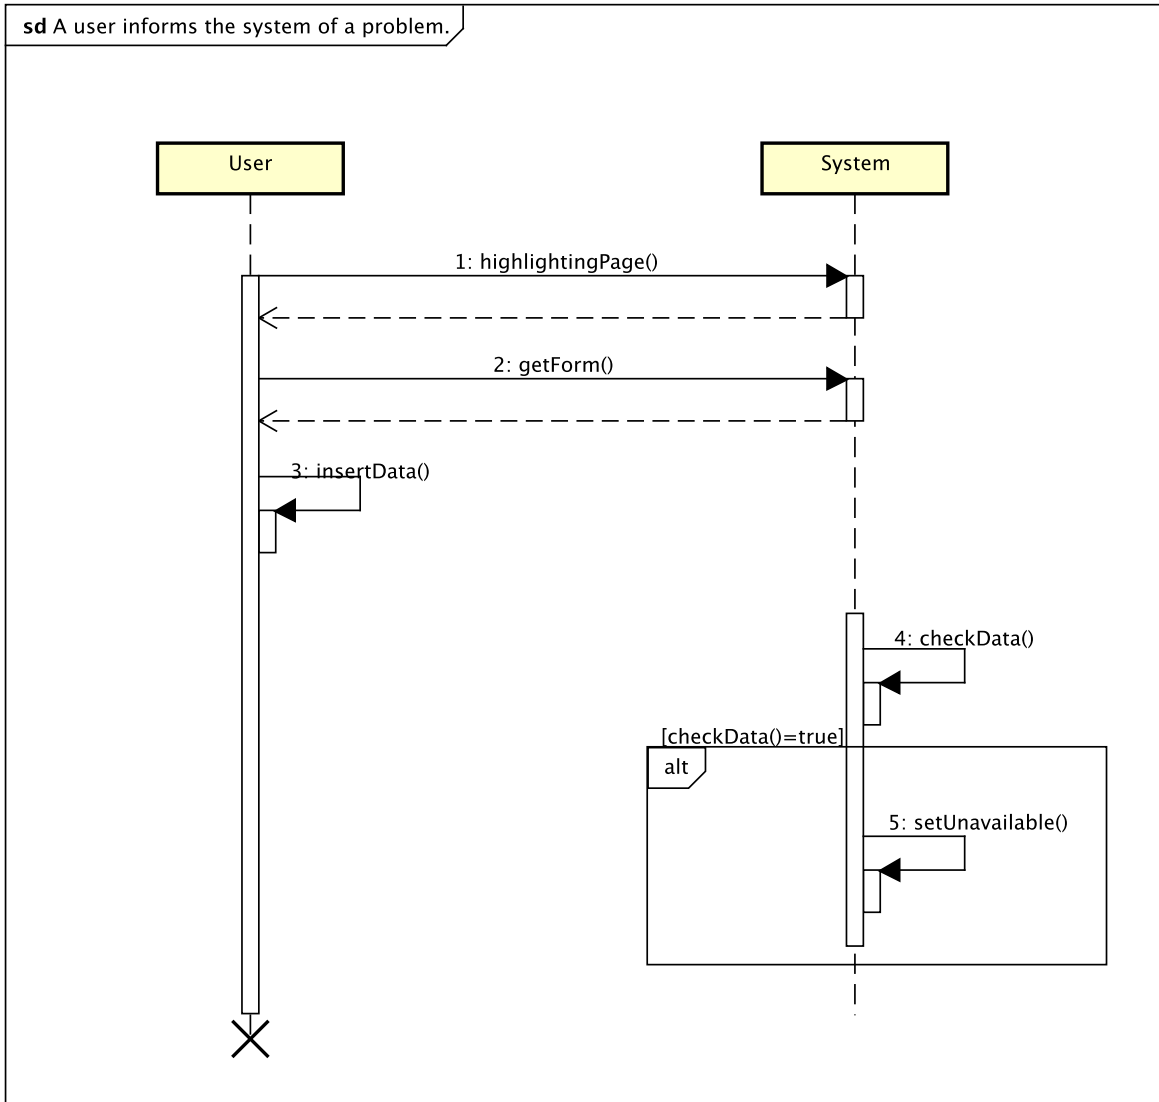 sd A user informs the system of a problem.
User
System
1: highlightingPage()
2: getForm()
3: insertData()
4: checkData()
[checkData()=true]
alt
5: setUnavailable()